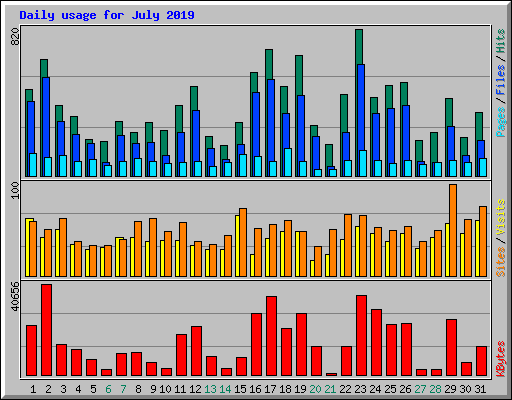 Daily usage for July 2019
820
Pages / Files / Hits
100
Sites / Visits
40656
KBytes
1 2 3 4 5 6 7 8 9 10 11 12 13 14 15 16 17 18 19 20 21 22 23 24 25 26 27 28 29 30 31